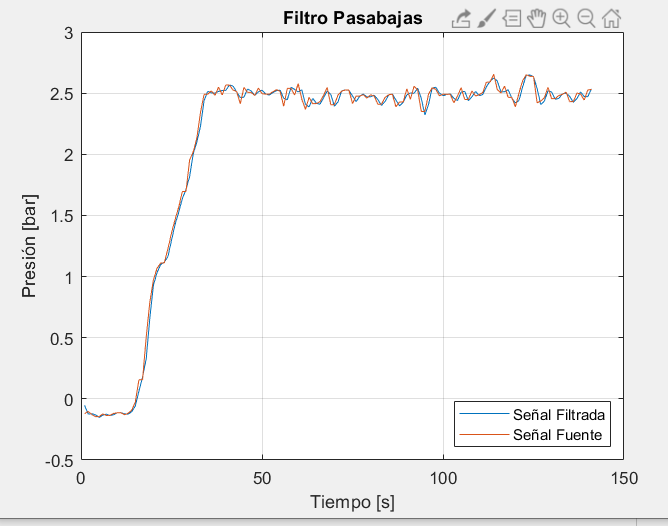 Filtro Pasabajas
3
2.5
2
1.5
1
0.5
0
-0.5
Presión [bar]
0 50 100 150
Tiempo [s]
Señal Filtrada
Señal Fuente